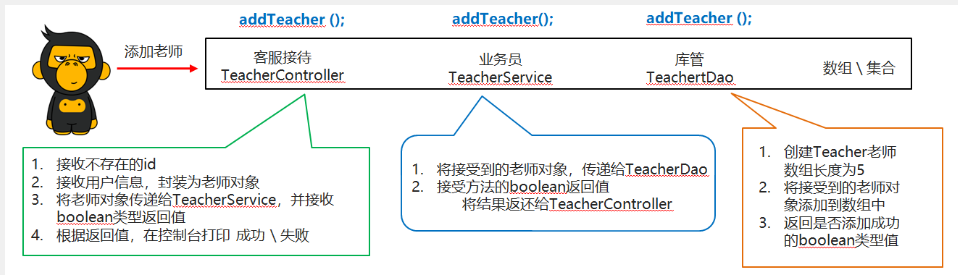 addTeacher ();
addTeacher();
addTeacher ();
添加老师
客服接待
TeacherController
业务员
TeacherService
库管
TeachertDao
数组 \ 集合
1. 接收不存在的id
2. 接收用户信息，封装为老师对象
3. 将老师对象传递给TeacherService，并接收
boolean类型返回值
4. 根据返回值，在控制台打印 成功 \ 失败
1. 将接受到的老师对象，传递给TeacherDao
2. 接受方法的boolean返回值
将结果返还给TeacherController
1. 创建Teacher老师
数组长度为5
2. 将接受到的老师对
象添加到数组中
3. 返回是否添加成功
的boolean类型值